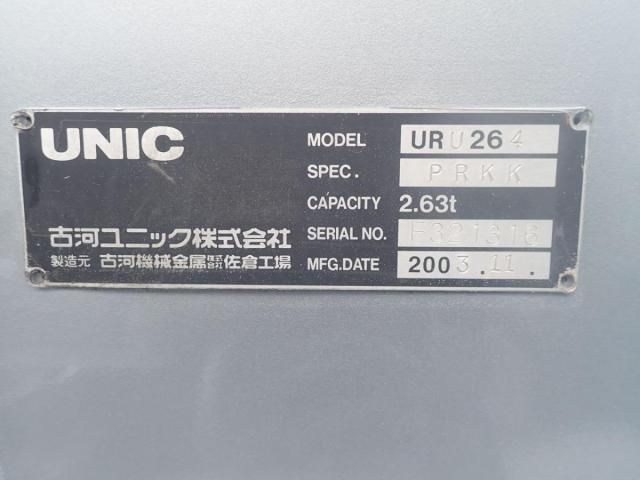 UNIC
MODEL URU264
SPEC. PRKK
CAPACITY 2.63t
SERIAL NO. F321316
MFG.DATE 2003.11.
古河ユニック株式会社
製造元 古河機械金属株式会社佐倉工場